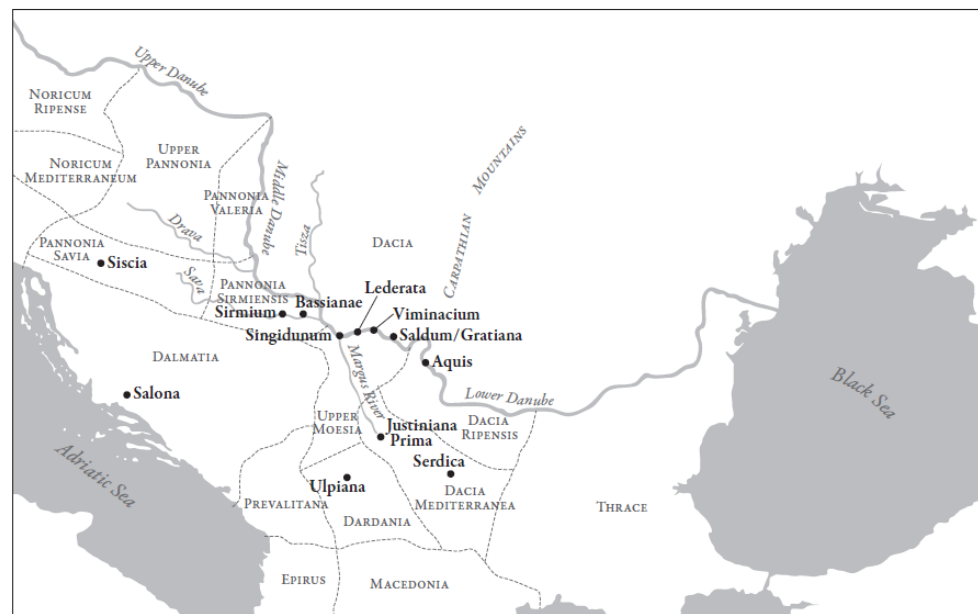 Upper Danube
NORICUM
RIPENSE
UPPER
PANNONIA
NORICUM
MEDITERRANEUM
PANNONIA
VALERIA
Middle Danube
Tisza
DACIA
CARPATHIAN
MOUNTAINS
Drava
PANNONIA
SAVIA
Siscia
Sava
PANNONIA
SIRMIENSIS
Sirmium
Bassianae
Lederata
Viminacium
Singidunum
Saldum/Gratiana
Aquis
DALMATIA
Margus River
Salona
Lower Danube
Black Sea
UPPER
MOESIA
Justiniana
Prima
DACIA
RIPENSIS
Adriatic Sea
Serdica
Ulpiana
PREVALITANA
DACIA
MEDITERRANEA
DARDANIA
THRACE
EPIRUS
MACEDONIA